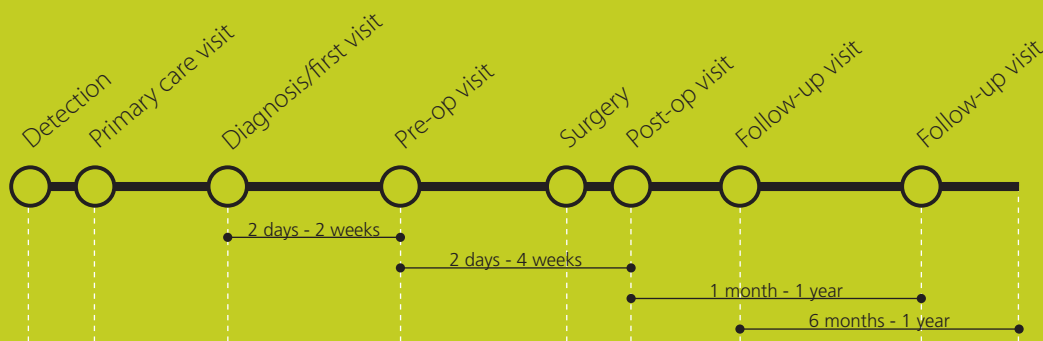 Detection
Primary care visit
Diagnosis/first visit
Pre-op visit
Surgery
Post-op visit
Follow-up visit
Follow-up visit
2 days - 2 weeks
2 days - 4 weeks
1 month - 1 year
6 months - 1 year